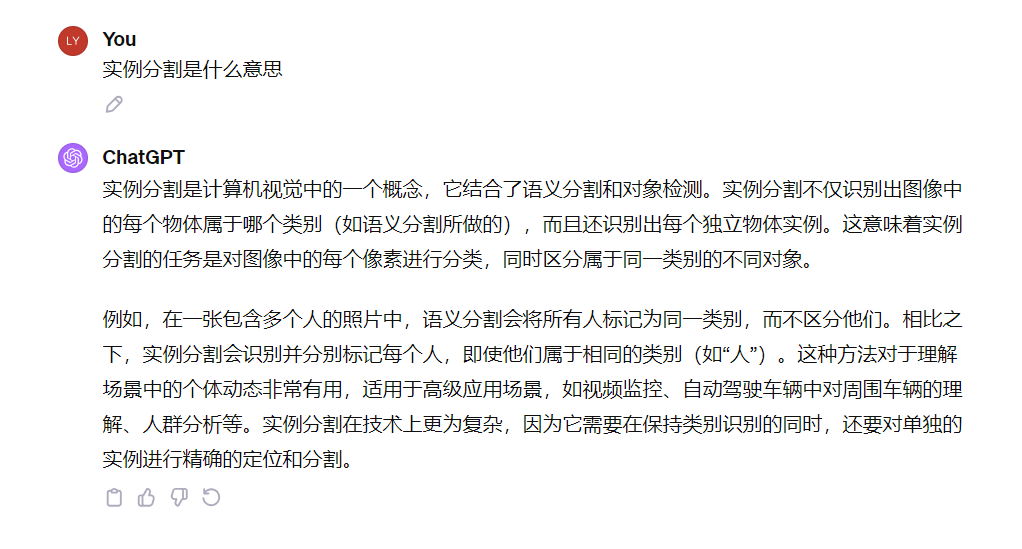 LY
You
实例分割是什么意思
ChatGPT
实例分割是计算机视觉中的一个概念，它结合了语义分割和对象检测。实例分割不仅识别出图像中
的每个物体属于哪个类别（如语义分割所做的），而且还识别出每个独立物体实例。这意味着实例
分割的任务是对图像中的每个像素进行分类，同时区分属于同一类别的不同对象。
例如，在一张包含多个人的照片中，语义分割会将所有人标记为同一类别，而不区分他们。相比之
下，实例分割会识别并分别标记每个人，即使他们属于相同的类别（如“人”）。这种方法对于理解
场景中的个体动态非常有用，适用于高级应用场景，如视频监控、自动驾驶车辆中对周围车辆的理
解、人群分析等。实例分割在技术上更为复杂，因为它需要在保持类别识别的同时，还要对单独的
实例进行精确的定位和分割。